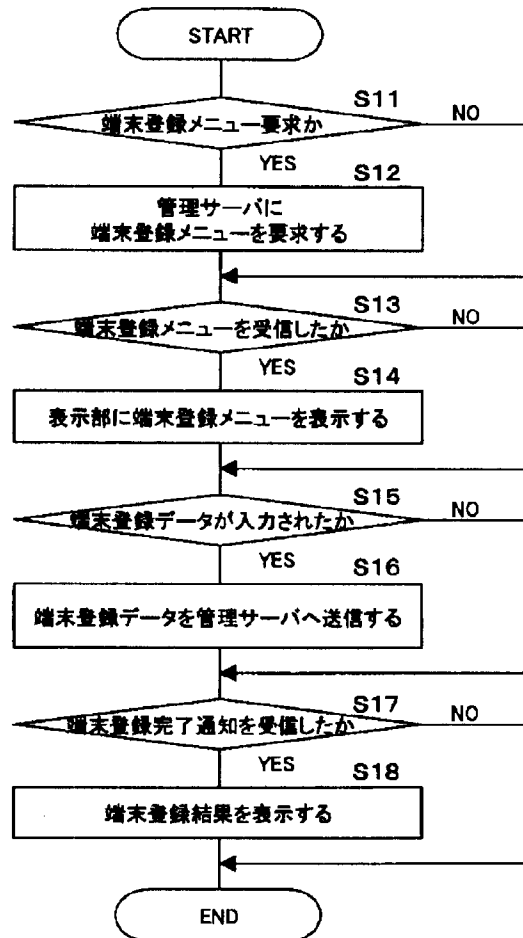 START
S11
端末登録メニュー要求か
NO
YES
S12
管理サーバに
端末登録メニューを要求する
S13
端末登録メニューを受信したか
NO
YES
S14
表示部に端末登録メニューを表示する
S15
端末登録データが入力されたか
NO
YES
S16
端末登録データを管理サーバへ送信する
S17
端末登録完了通知を受信したか
NO
YES
S18
端末登録結果を表示する
END